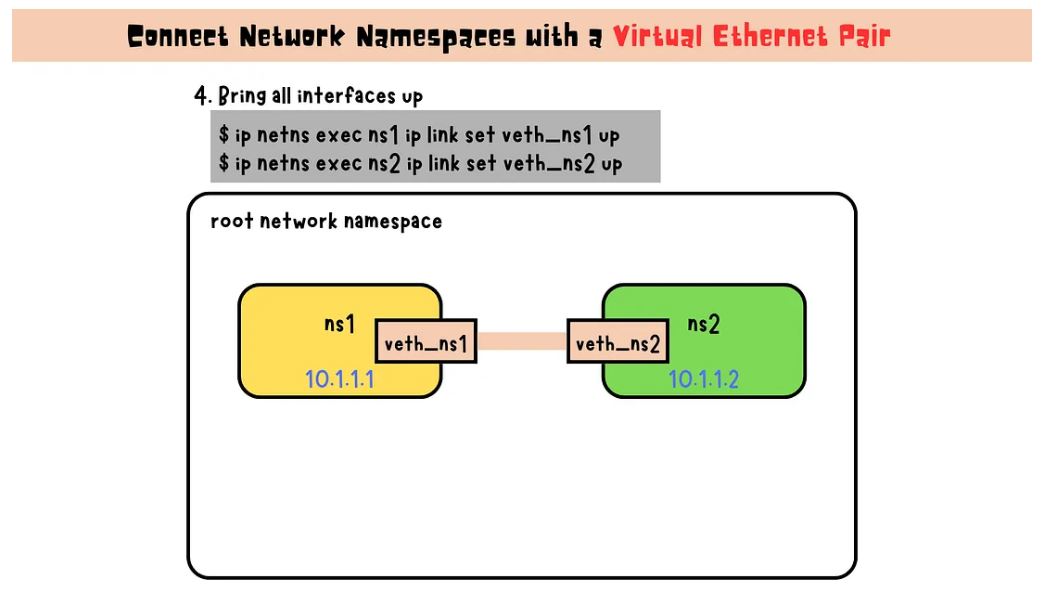 Connect Network Namespaces with a Virtual Ethernet Pair
4. Bring all interfaces up
$ ip netns exec ns1 ip link set veth_ns1 up
$ ip netns exec ns2 ip link set veth_ns2 up
root network namespace
ns1
veth_ns1
10.1.1.1
veth_ns2
ns2
10.1.1.2